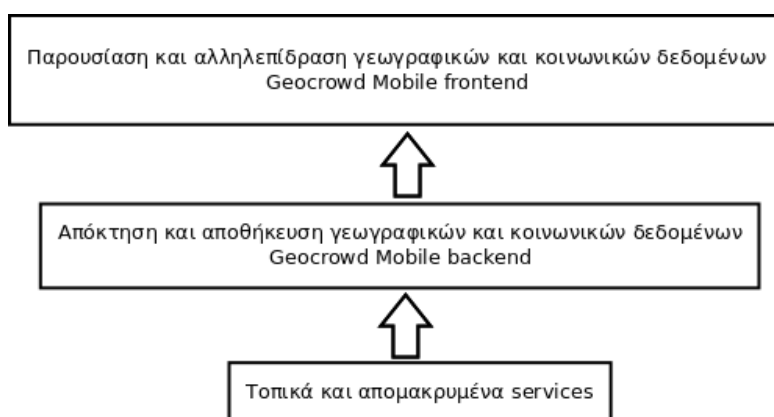 Παρουσίαση και αλληλεπίδραση γεωγραφικών και κοινωνικών δεδομένων
Geocrowd Mobile frontend
Απόκτηση και αποθήκευση γεωγραφικών και κοινωνικών δεδομένων
Geocrowd Mobile backend
Τοπικά και απομακρυμένα services